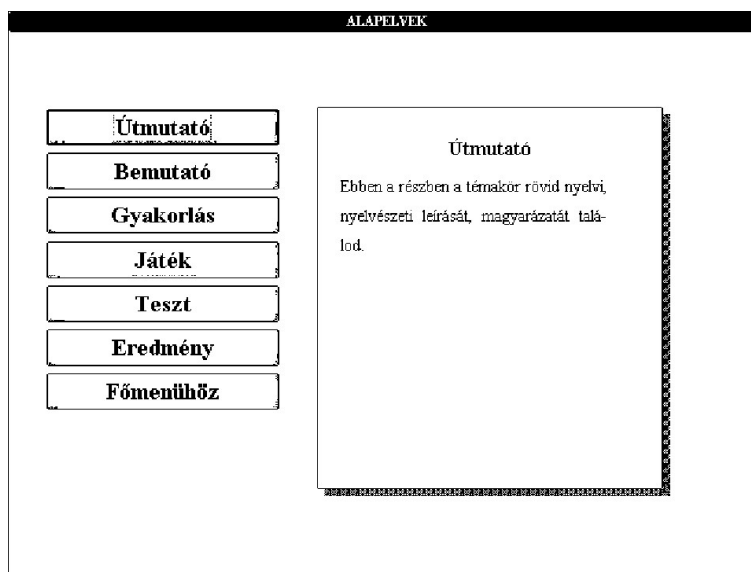 ALAPELVEK
Útmutató
Bemutató
Gyakorlás
Játék
Teszt
Eredmény
Főmenühöz
Útmutató
Ebben a részben a témakör rövid nyelvi,
nyelvészeti leírását, magyarázatát talá-
lod.